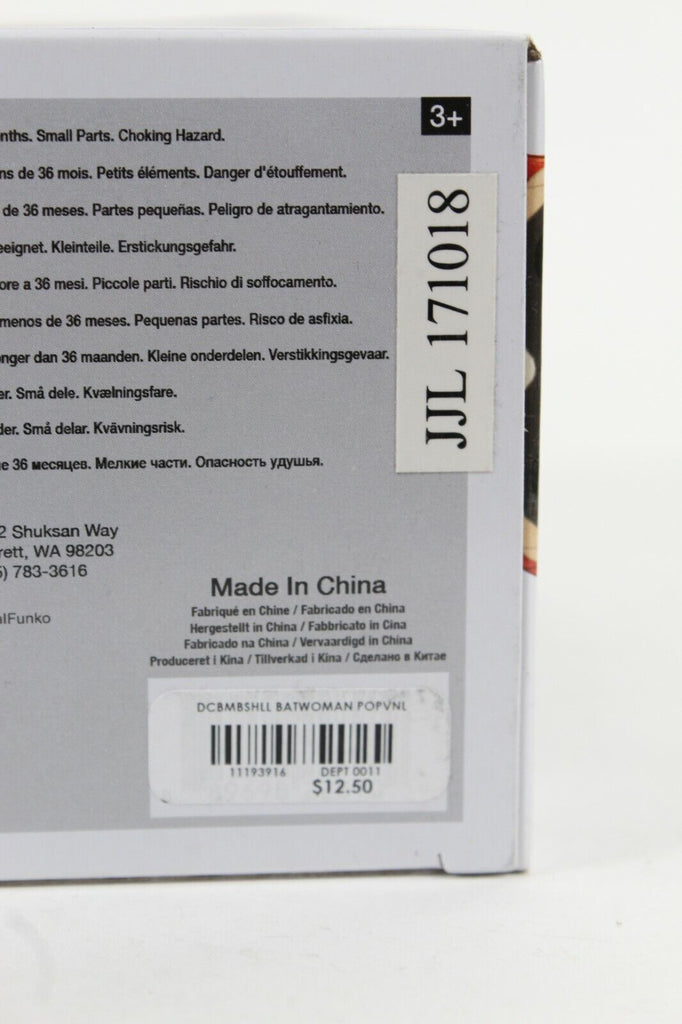 3+
nths. Small Parts. Choking Hazard.
ns de 36 mois. Petits éléments. Danger d'étouffement.
de 36 meses. Partes pequeñas. Peligro de atragantamiento.
eeignet. Kleinteile. Erstickungsgefahr.
ore a 36 mesi. Piccole parti. Rischio di soffocamento.
menos de 36 meses. Pequenas partes. Risco de asfixia.
onger dan 36 maanden. Kleine onderdelen. Verstikkingsgevaar.
er. Små dele. Kvælningsfare.
der. Små delar. Kvävningsrisk.
е 36 месяцев. Мелкие части. Опасность удушья.
JJL 171018
2 Shuksan Way
rett, WA 98203
5) 783-3616
alFunko
Made In China
Fabriqué en Chine / Fabricado en China
Hergestellt in China / Fabbricato in Cina
Fabricado na China / Vervaardigd in China
Produceret i Kina / Tillverkad i Kina / Сделано в Китае
DCBMBSHLL BATWOMAN POPVNL
11193916 DEPT 0011
$12.50